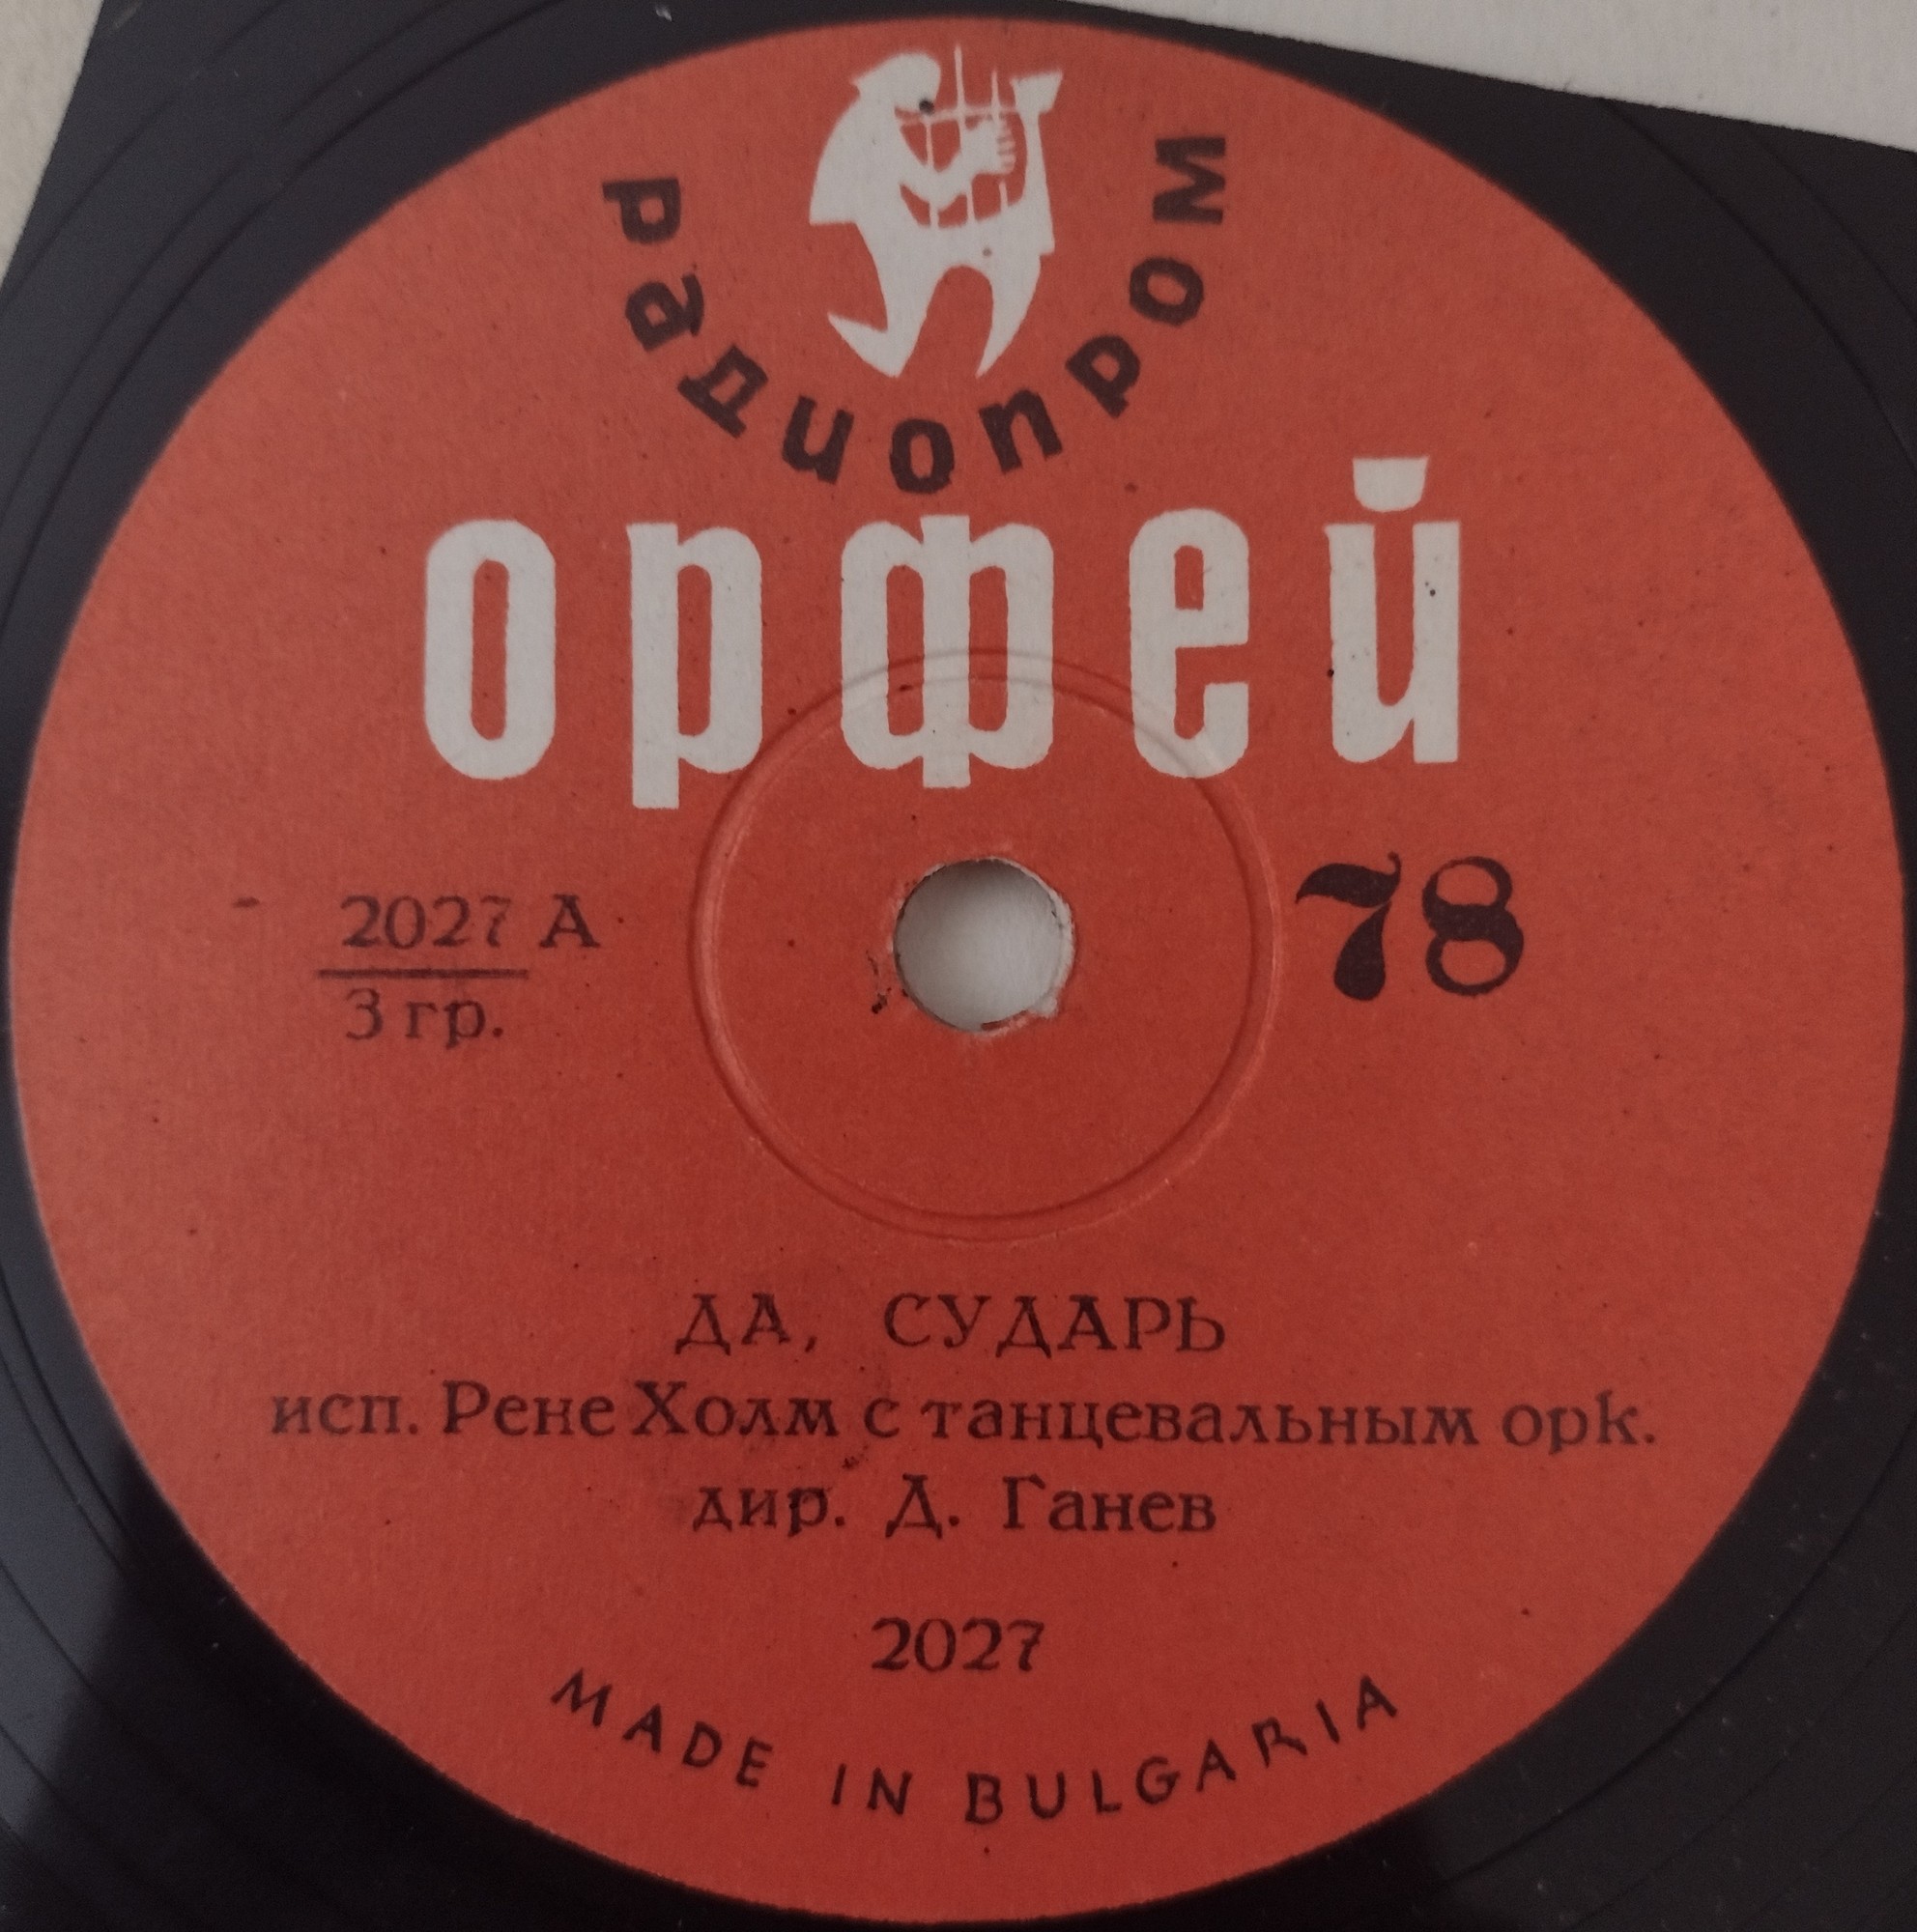 радиопром
орфей
2027 А
3 гр.
78
ДА, СУДАРЬ
исп. Рене Холм с танцевальным орк.
дир. Д. Ганев
2027
MADE IN BULGARIA